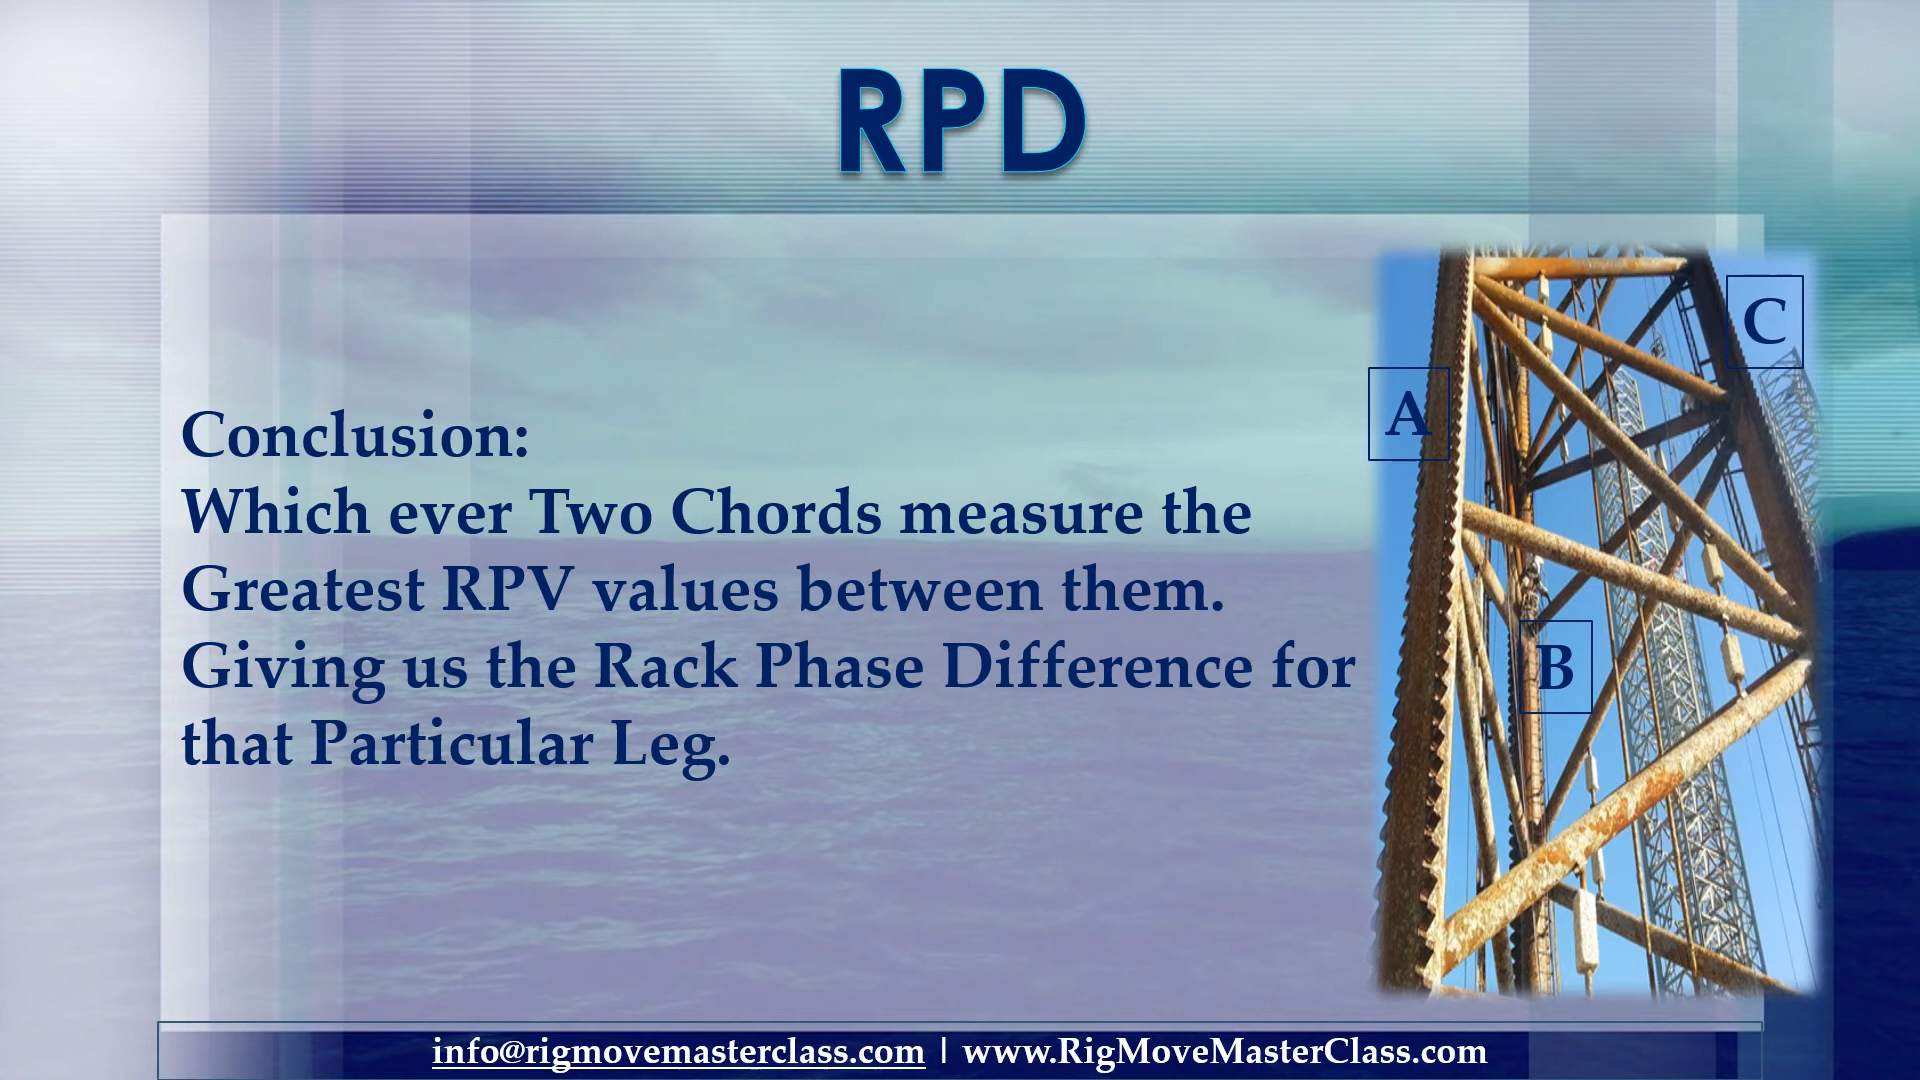 RPD
C
A
Conclusion:
Which ever Two Chords measure the
Greatest RPV values between them.
Giving us the Rack Phase Difference for
that Particular Leg.
B
info@rigmovemasterclass.com | www.RigMoveMasterClass.com